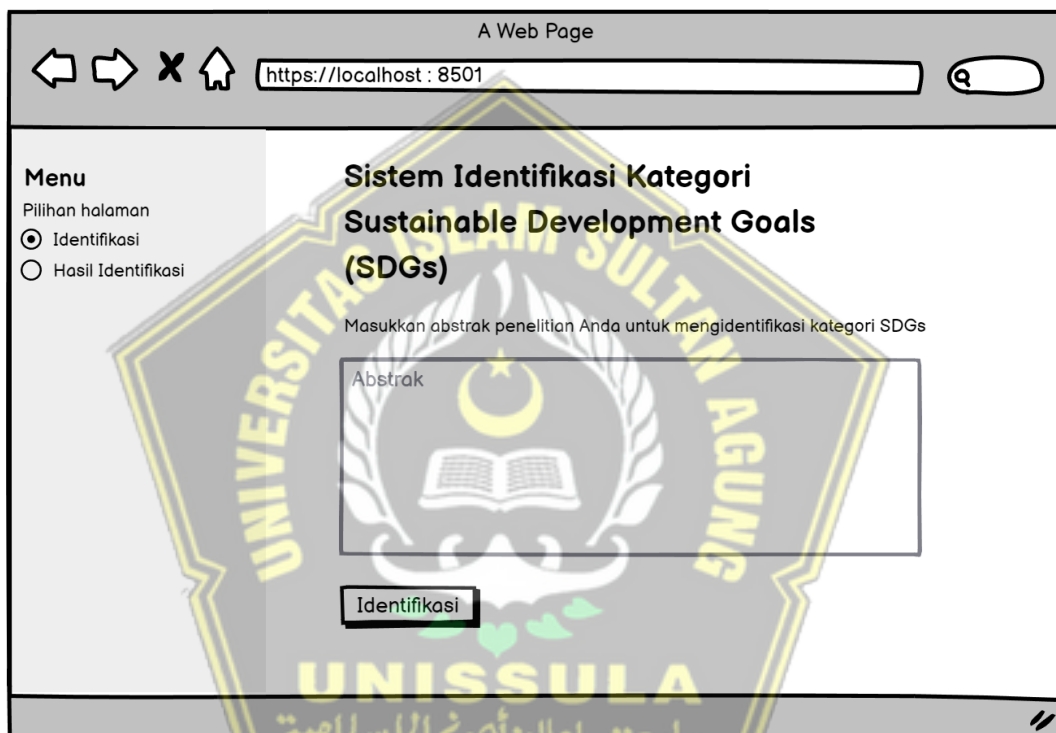 A Web Page
https://localhost : 8501
Menu
Pilihan halaman
Identifikasi
Hasil Identifikasi
Sistem Identifikasi Kategori
Sustainable Development Goals
(SDGs)
Masukkan abstrak penelitian Anda untuk mengidentifikasi kategori SDGs
Abstrak
Identifikasi
UNIVERSITAS ISLAM SULTAN AGUNG
UNISSULA